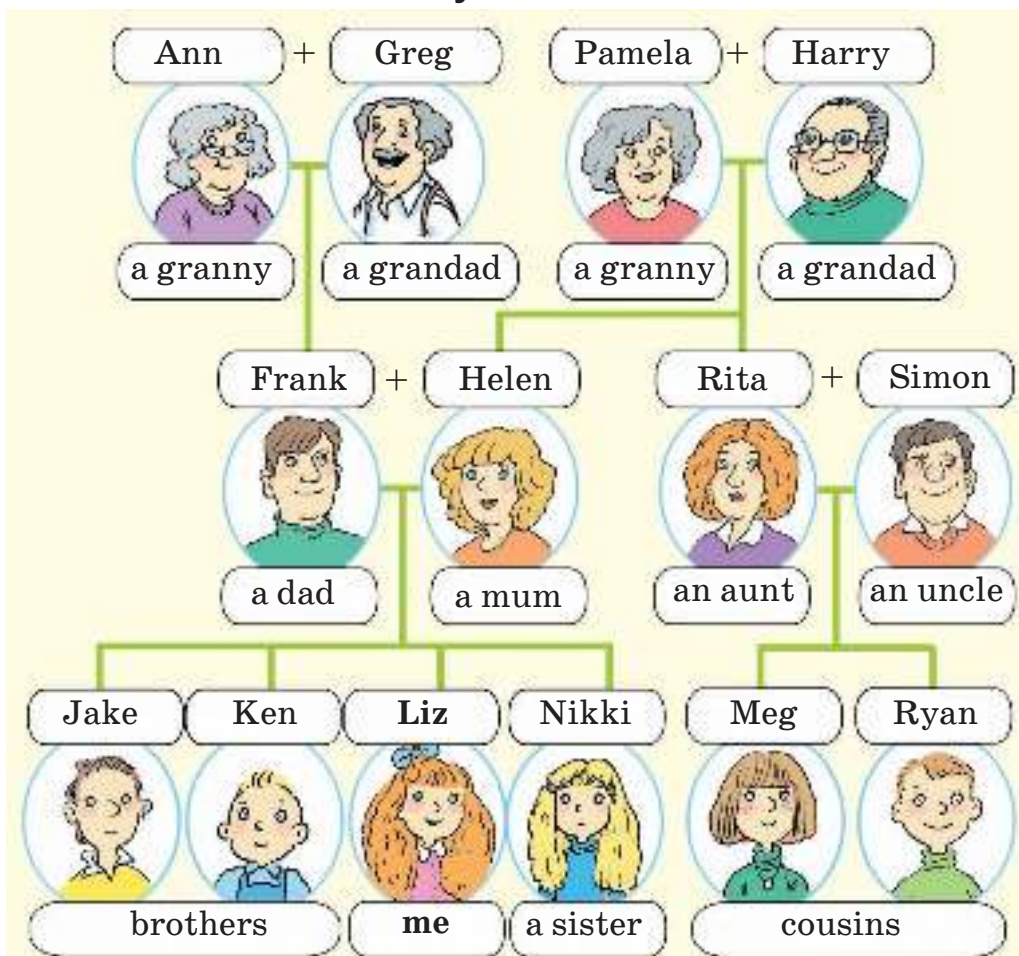 Ann + Greg Pamela + Harry
a granny a grandad a granny a grandad
Frank + Helen Rita + Simon
a dad a mum an aunt an uncle
Jake Ken Liz Nikki Meg Ryan
brothers me a sister cousins